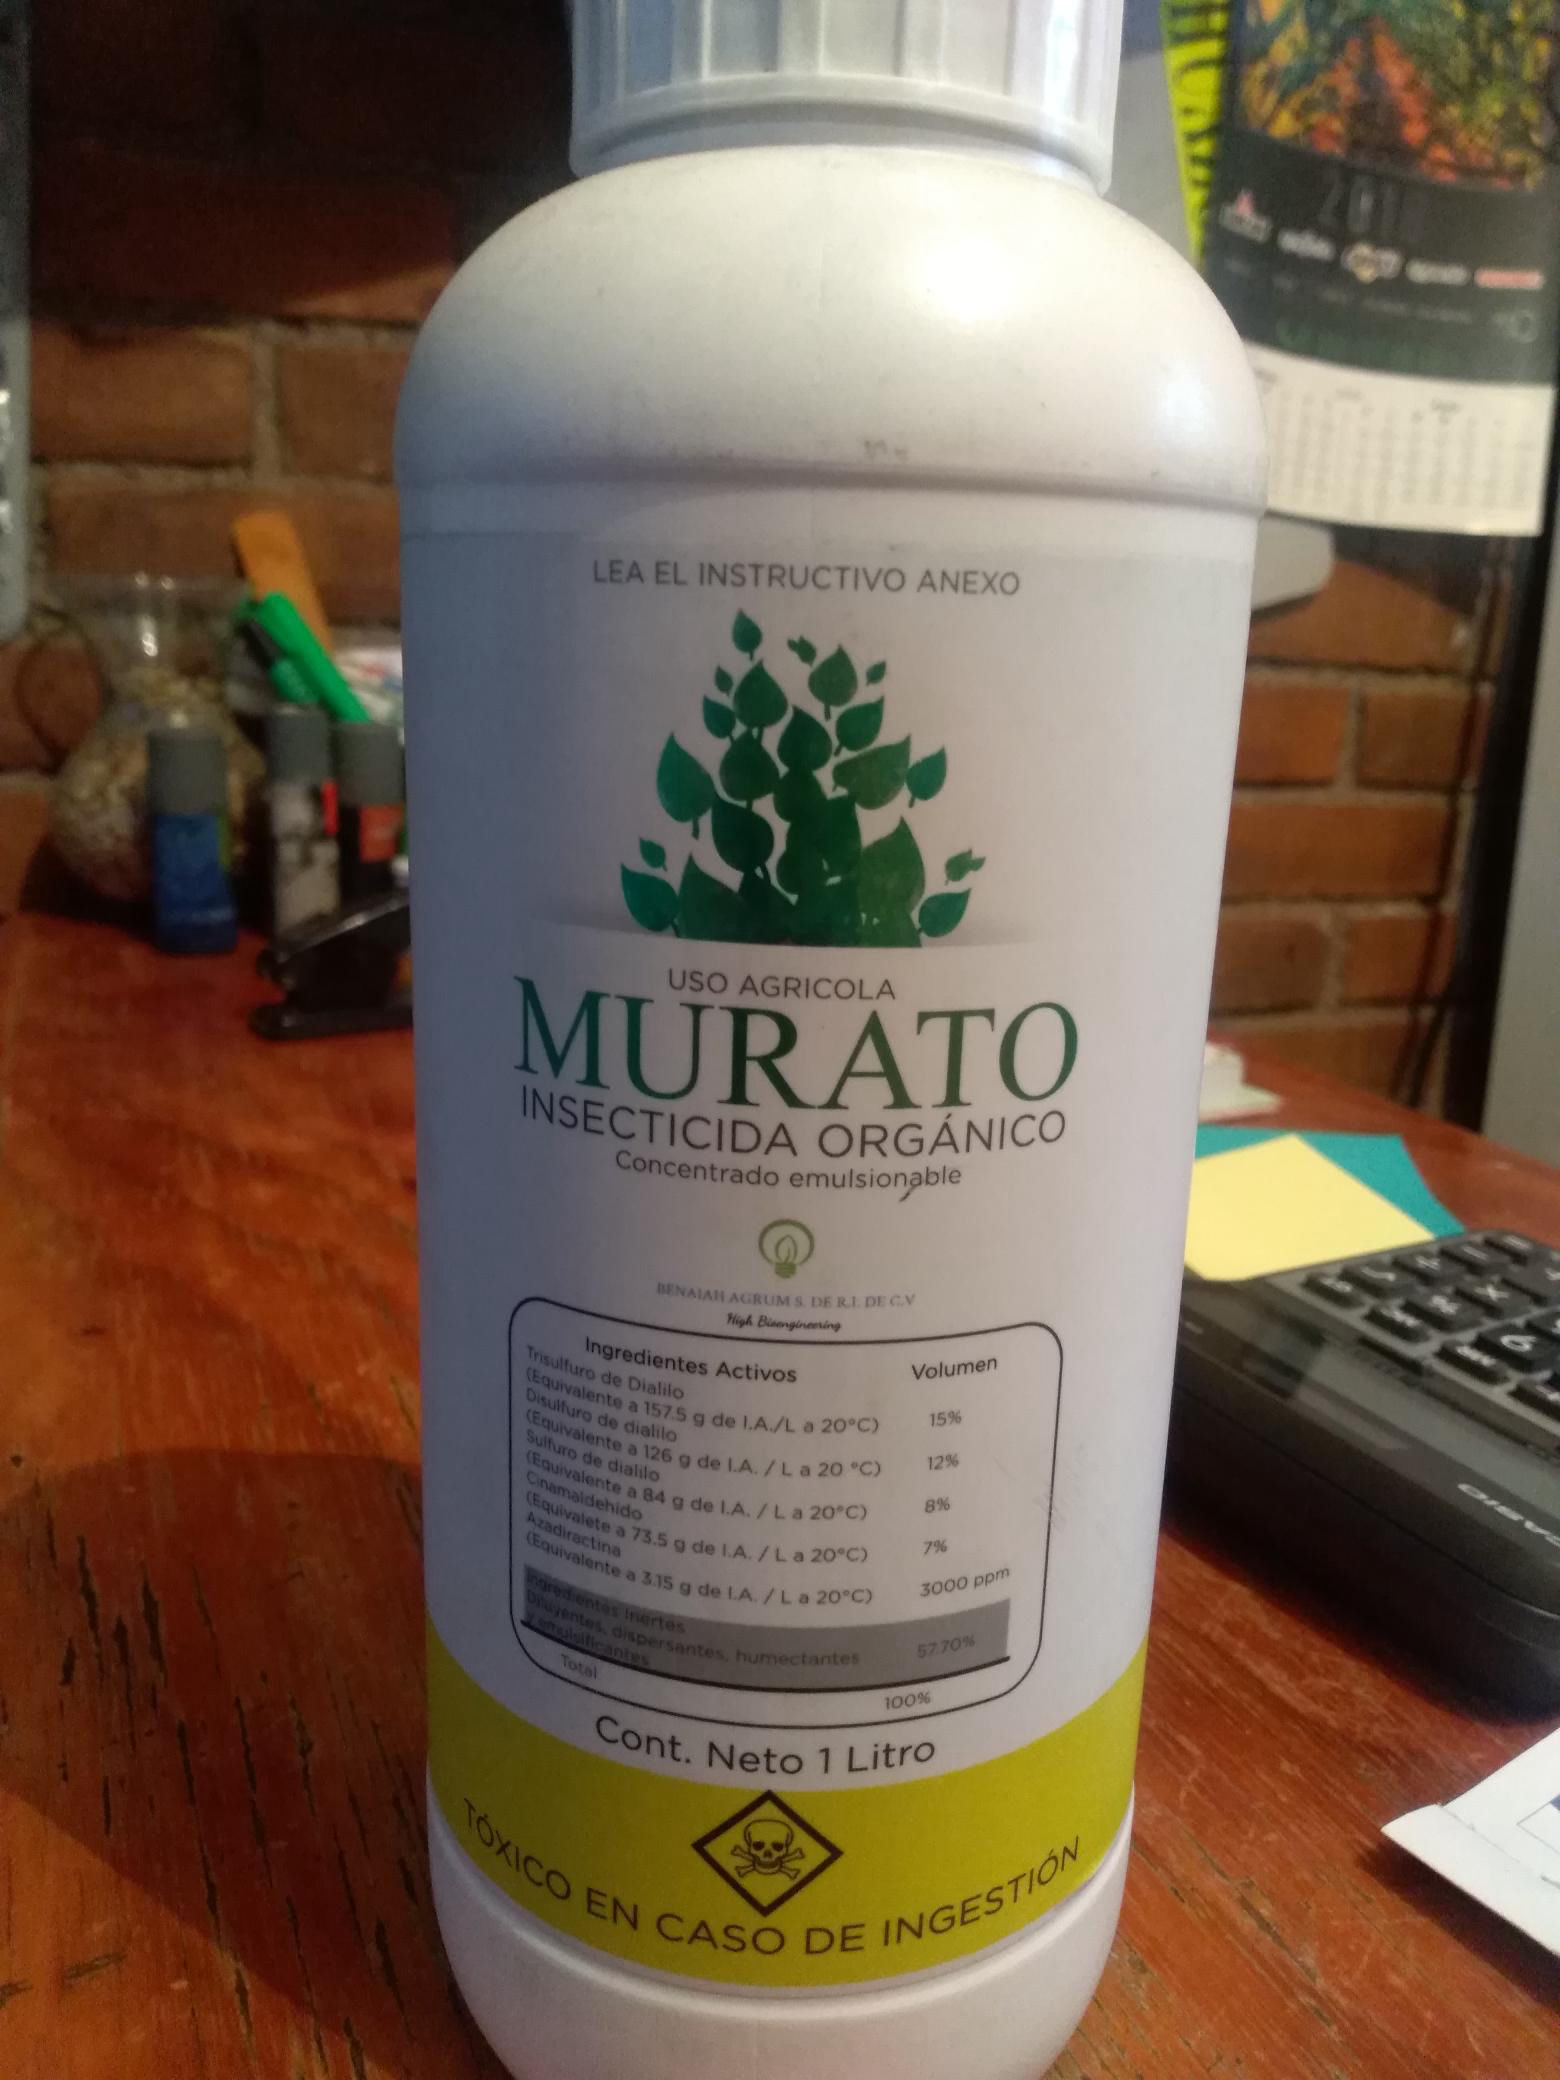 LEA EL INSTRUCTIVO ANEXO
USO AGRICOLA
MURATO
INSECTICIDA ORGÁNICO
Concentrado emulsionable
BENAIAH AGRUM S. DE R.I. DE C.V
High Bioengineering
Ingredientes Activos Volumen
Trisulfuro de Dialilo
(Equivalente a 157.5 g de I.A./L a 20°C) 15%
Disulfuro de dialilo
(Equivalente a 126 g de I.A. / L a 20 °C) 12%
Sulfuro de dialilo
(Equivalente a 84 g de I.A. / L a 20°C) 8%
Cinamaldehido
(Equivalete a 73.5 g de I.A. / L a 20°C) 7%
Azadiractina
(Equivalente a 3.15 g de I.A. / L a 20°C) 3000 ppm
Ingredientes Inertes
Diluyentes, dispersantes, humectantes 57.70%
y emulsificantes
Total 100%
Cont. Neto 1 Litro
TÓXICO EN CASO DE INGESTIÓN
CASIO